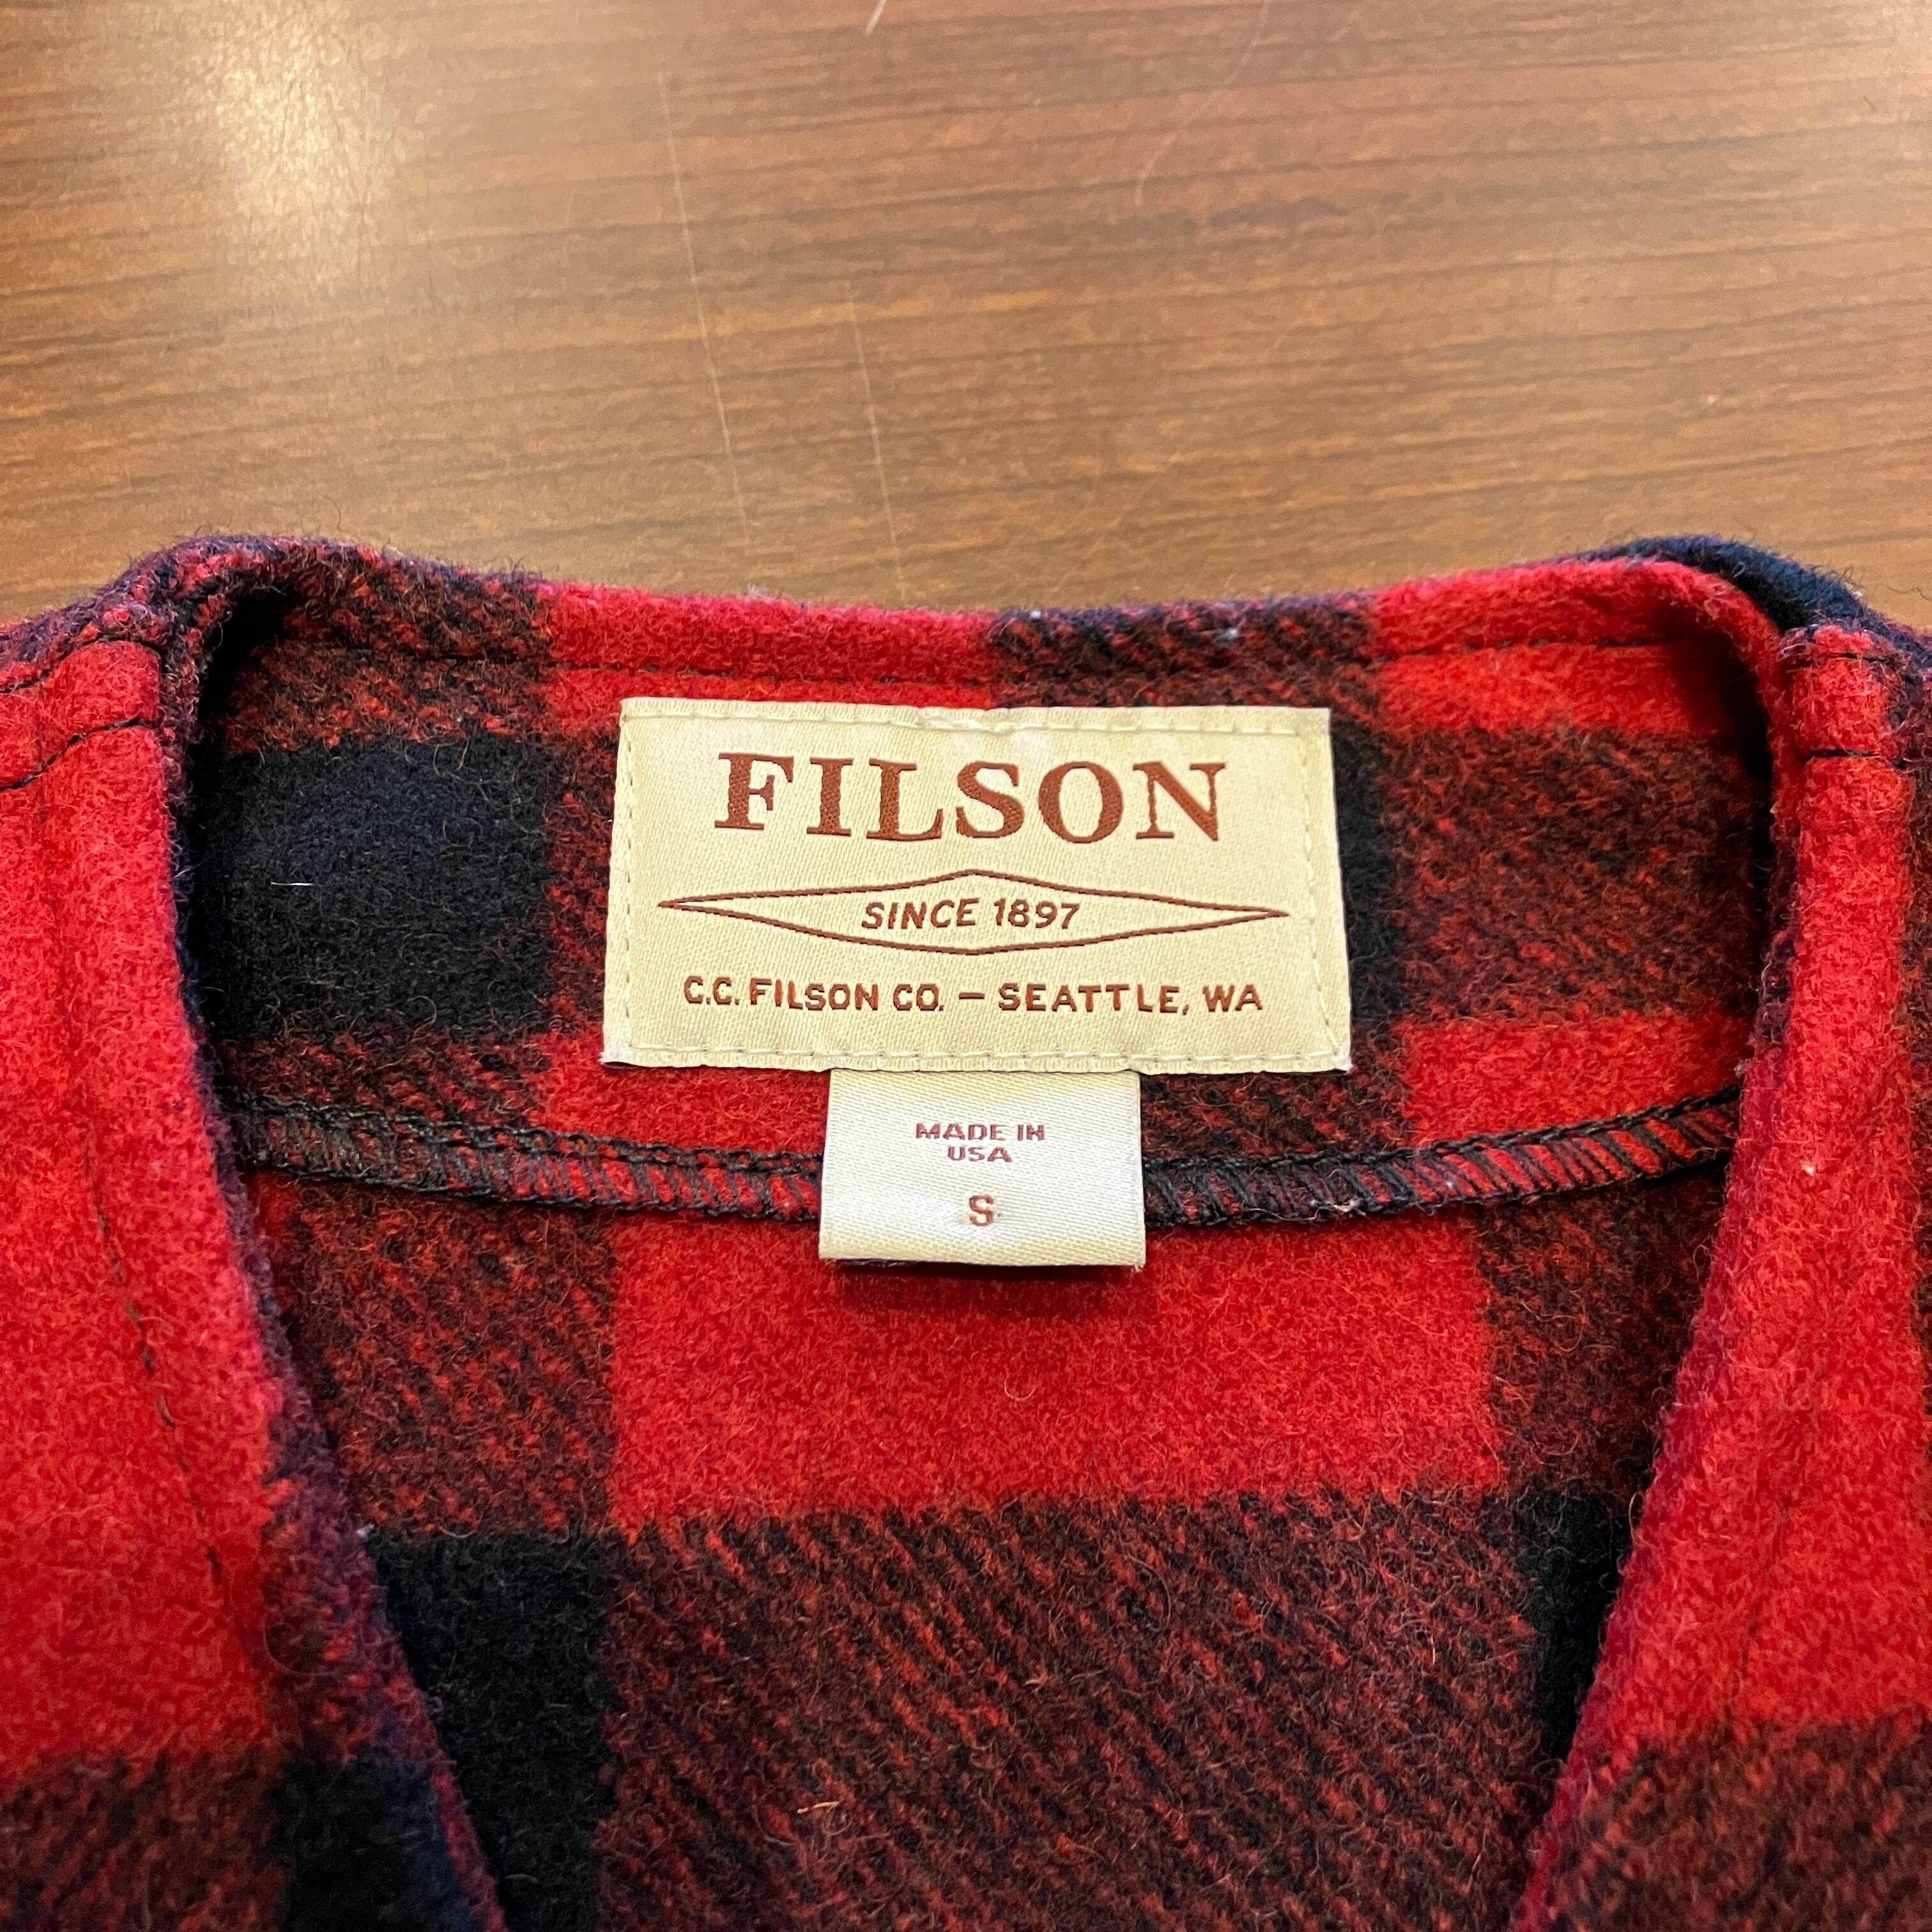 FILSON
SINCE 1897
C.C. FILSON CO. — SEATTLE, WA
MADE IN
USA
S